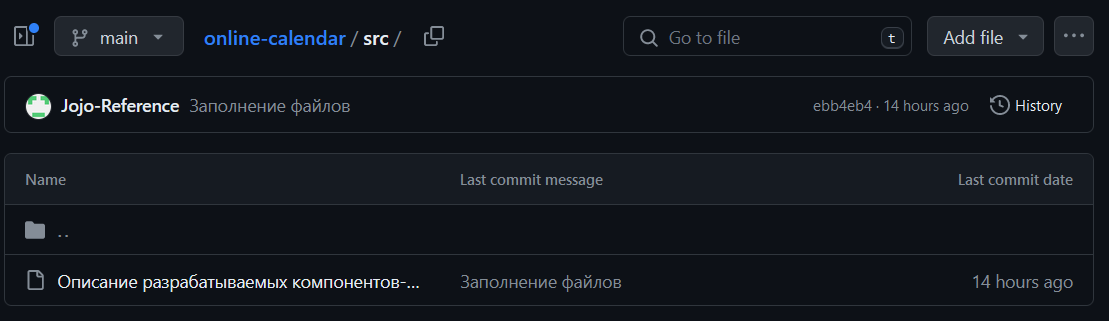 main online-calendar / src / Go to file t Add file ...
Jojo-Reference Заполнение файлов ebb4eb4 · 14 hours ago History
Name Last commit message Last commit date
..
Описание разрабатываемых компонентов-... Заполнение файлов 14 hours ago